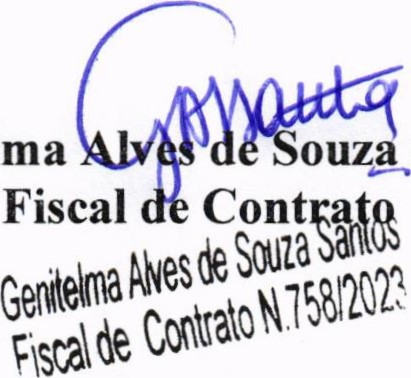 ma Alves de Souza
Fiscal de Contrato
Genitelma Alves de Souza Santos
Fiscal de Contrato N.758/2023